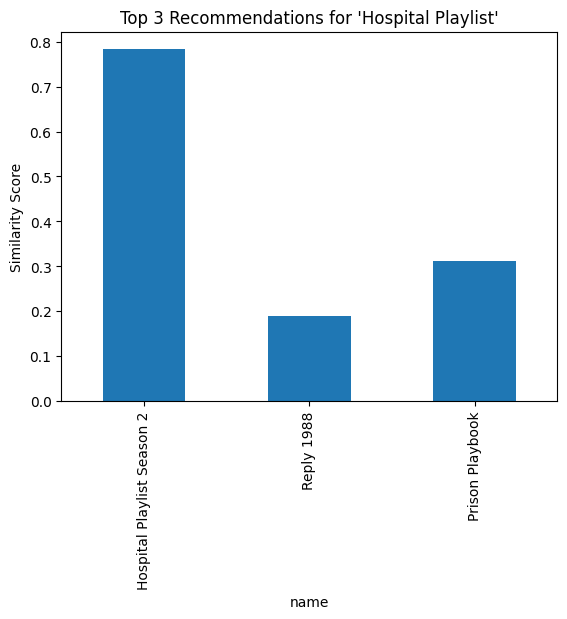 Top 3 Recommendations for 'Hospital Playlist'
Similarity Score
0.8
0.7
0.6
0.5
0.4
0.3
0.2
0.1
0.0
Hospital Playlist Season 2
Reply 1988
Prison Playbook
name